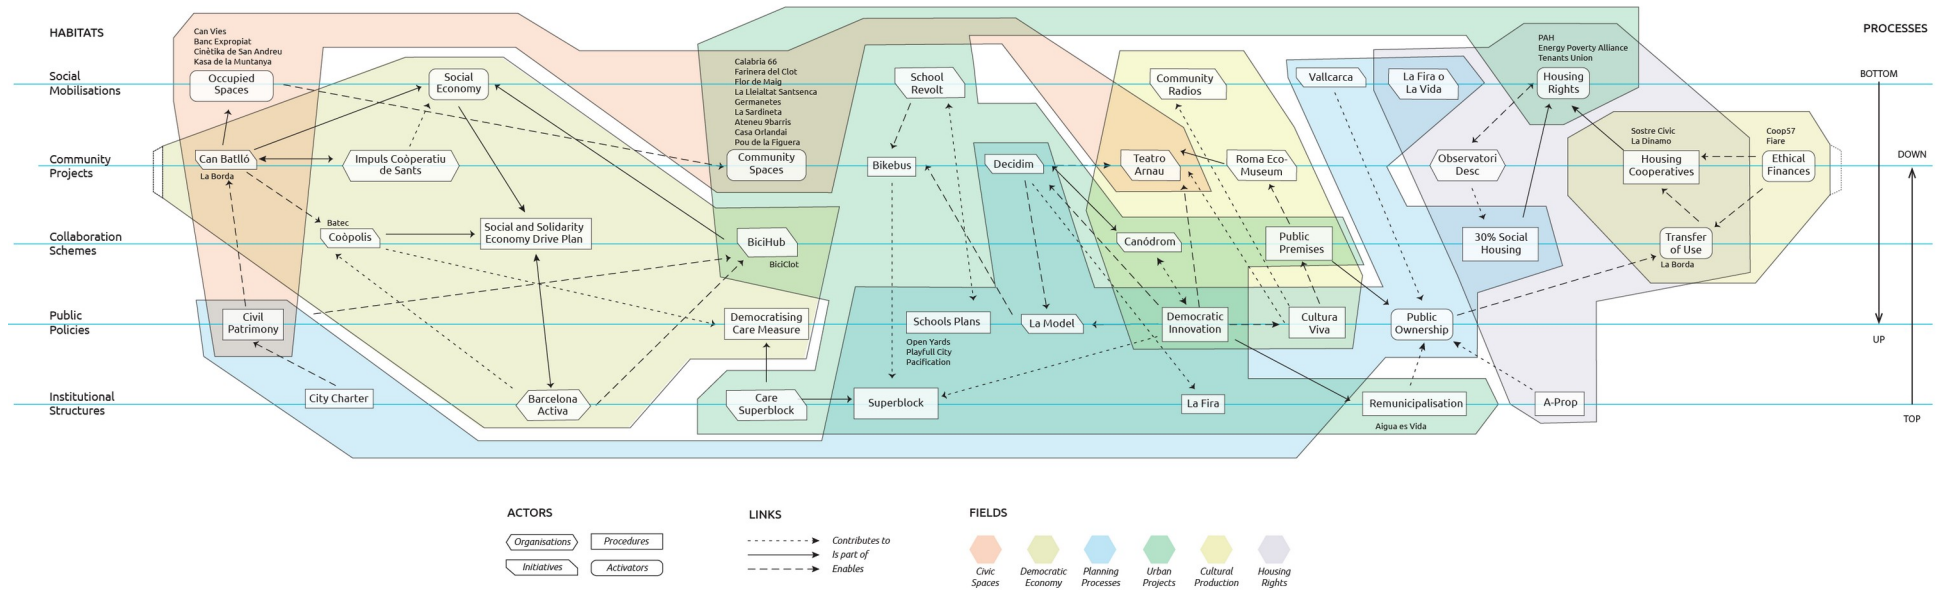 HABITATS
PROCESSES
Can Vies
Banc Expropiat
Cinètika de San Andreu
Kasa de la Muntanya
Calabria 66
Farinera del Clot
Flor de Maig
La Lleialtat Santsenca
Germanetes
La Sardineta
Ateneu 9barris
Casa Orlandai
Pou de la Figuera
PAH
Energy Poverty Alliance
Tenants Union
Social
Mobilisations
Occupied
Spaces
Social
Economy
School
Revolt
Community
Radios
Vallcarca
La Fira o
La Vida
Housing
Rights
BOTTOM
Sostre Civic
La Dinamo
Coop57
Fiare
Community
Projects
Can Batlló
La Borda
Impuls Coòperatiu
de Sants
Community
Spaces
Bikebus
Decidim
Teatro
Arnau
Roma Eco-
Museum
Observatori
Desc
Housing
Cooperatives
Ethical
Finances
DOWN
Collaboration
Schemes
Batec
Coòpolis
Social and Solidarity
Economy Drive Plan
BiciHub
BiciClot
Canódrom
Public
Premises
30% Social
Housing
Transfer
of Use
La Borda
Public
Policies
Civic
Patrimony
Democratising
Care Measure
Schools Plans
Open Yards
Playfull City
Pacification
La Model
Democratic
Innovation
Cultura
Viva
Public
Ownership
UP
Institutional
Structures
City Charter
Barcelona
Activa
Care
Superblock
Superblock
La Fira
Remunicipalisation
Aigua es Vida
A-Prop
TOP
ACTORS
Organisations
Procedures
Initiatives
Activators
LINKS
Contributes to
Is part of
Enables
FIELDS
Civic
Spaces
Democratic
Economy
Planning
Processes
Urban
Projects
Cultural
Production
Housing
Rights